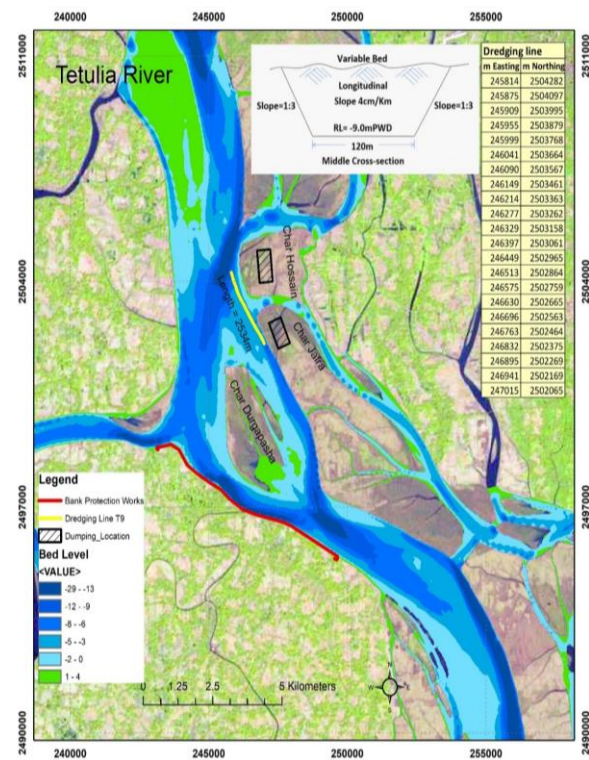 240000 245000 250000 255000
2511000
2504000
2497000
2490000
Tetulia River
Variable Bed
Longitudinal
Slope 4cm/Km
Slope=1:3
Slope=1:3
RL= -9.0mPWD
120m
Middle Cross-section
Dredging line
m Easting m Northing
245814 2504282
245875 2504097
245909 2503995
245955 2503879
245999 2503768
246041 2503664
246090 2503567
246149 2503461
246214 2503363
246277 2503262
246329 2503158
246397 2503061
246449 2502965
246513 2502864
246575 2502759
246630 2502665
246696 2502563
246763 2502464
246832 2502375
246895 2502269
246941 2502169
247015 2502065
Char Hossain
Length = 2534m
Char Jafra
Char Durgapasha
Legend
Bank Protection Works
Dredging Line T9
Dumping_Location
Bed Level
<VALUE>
-29 - -13
-12 - -9
-8 - -6
-5 - -3
-2 - 0
1 - 4
0 1.25 2.5 5 Kilometers
N
W E
S
2511000
2504000
2497000
2490000
240000 245000 250000 255000